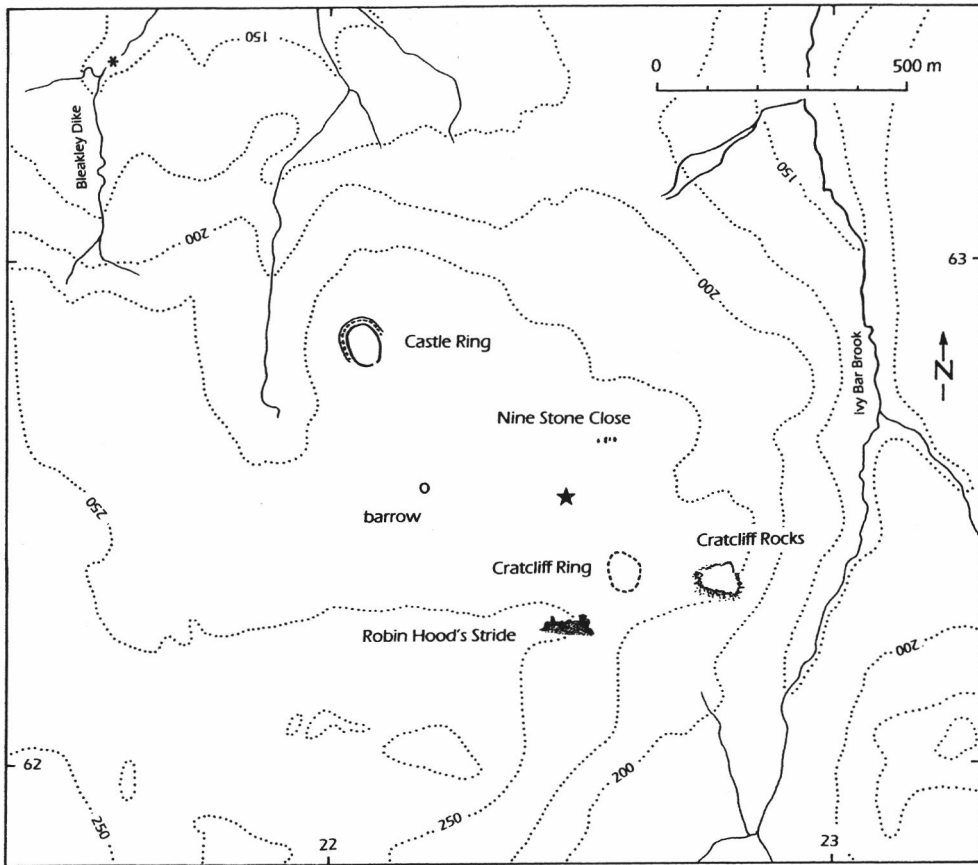 150
*
0 500 m
Bleakley Dike
150
200
63
200
Castle Ring
Ivy Bar Brook
N
Nine Stone Close
250
barrow
Cratcliff Rocks
Cratcliff Ring
Robin Hood's Stride
200
62
200
250
250
22
23